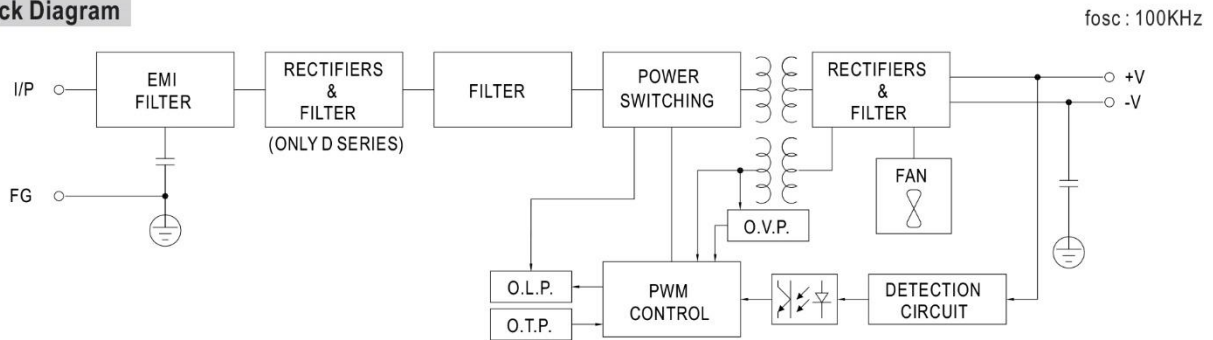 ck Diagram
fosc : 100KHz
I/P
EMI
FILTER
RECTIFIERS
&
FILTER
(ONLY D SERIES)
FILTER
POWER
SWITCHING
RECTIFIERS
&
FILTER
+V
-V
FG
FAN
O.V.P.
O.L.P.
O.T.P.
PWM
CONTROL
DETECTION
CIRCUIT